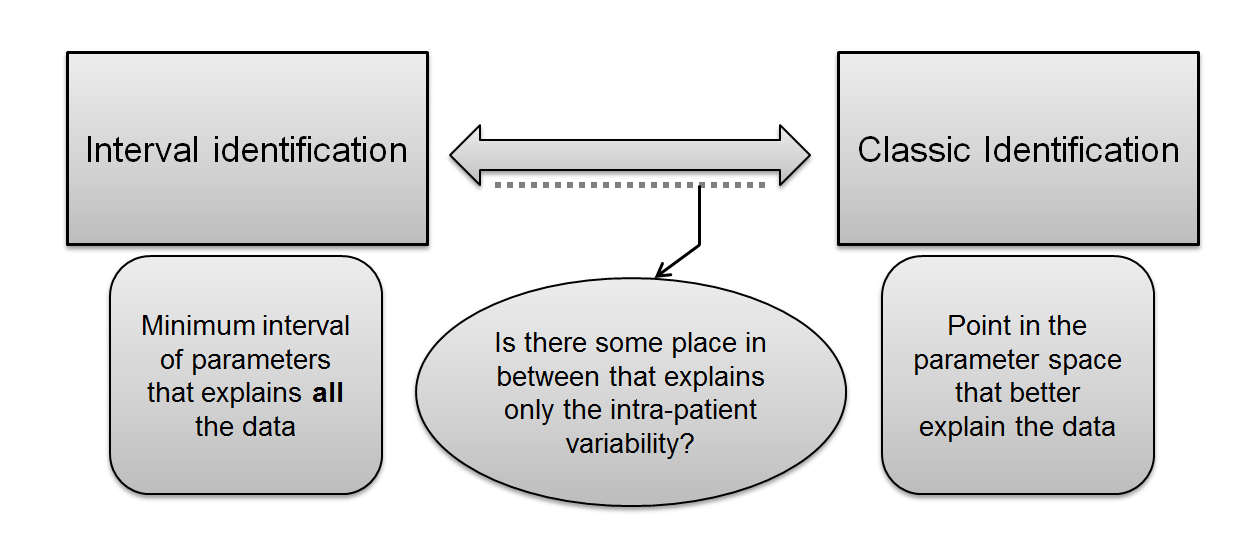 Interval identification
Classic Identification
Minimum interval
of parameters
that explains all
the data
Is there some place in
between that explains
only the intra-patient
variability?
Point in the
parameter space
that better
explain the data